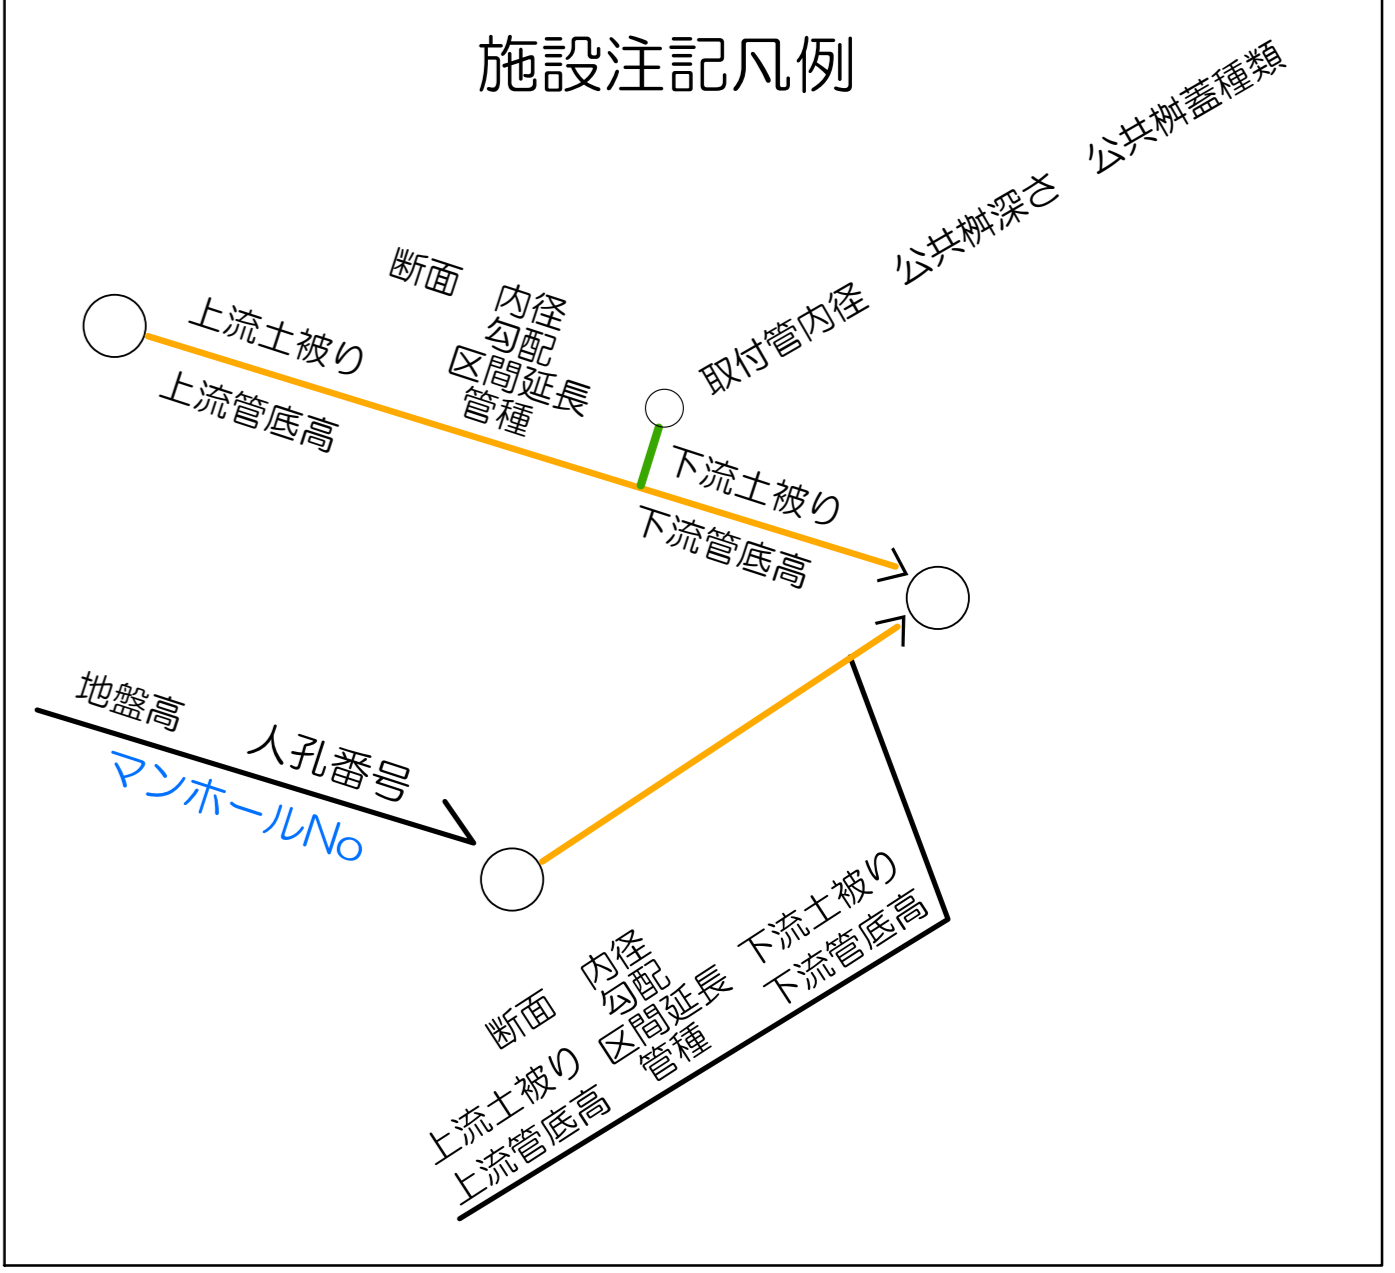 施設注記凡例
取付管内径　公共桝深さ　公共桝蓋種類
断面　内径
勾配
区間延長
管種
上流土被り
上流管底高
下流土被り
下流管底高
地盤高　人孔番号
マンホールNo
断面　内径
勾配
区間延長
管種
上流土被り
上流管底高
下流土被り
下流管底高